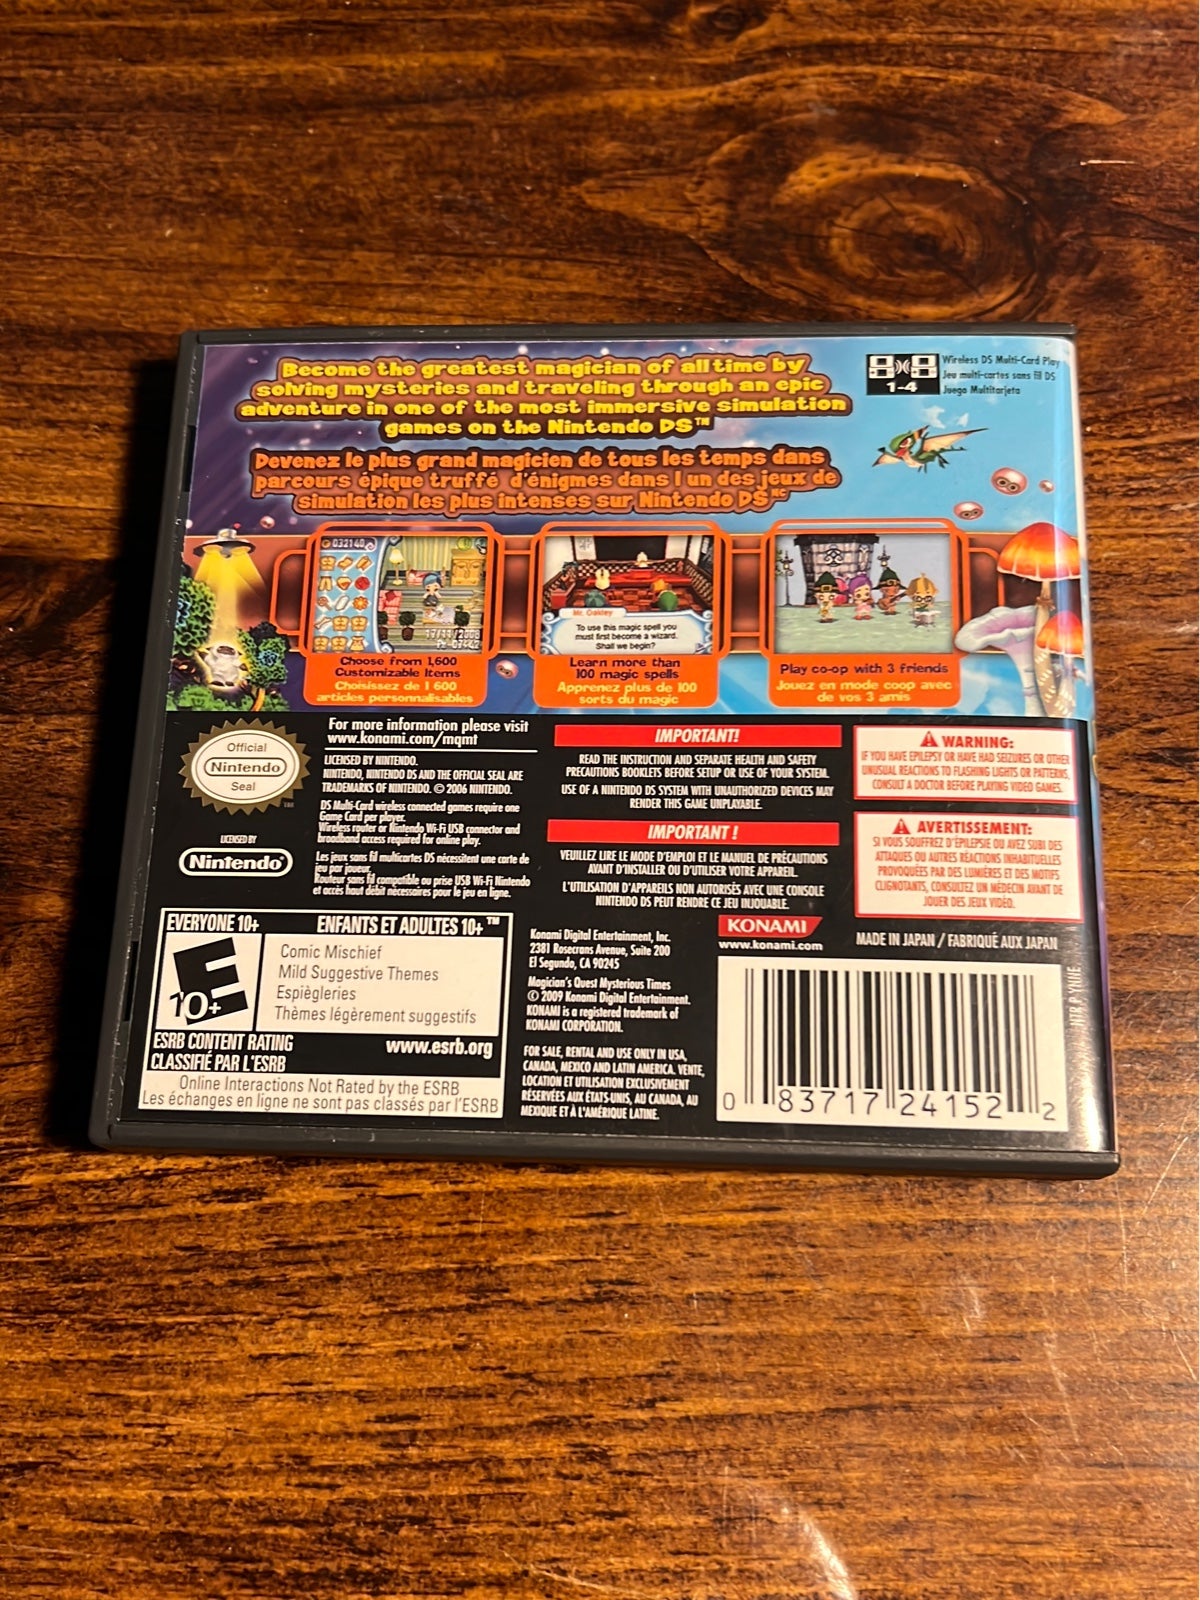 Become the greatest magician of all time by
solving mysteries and traveling through an epic
adventure in one of the most immersive simulation
games on the Nintendo DS™
Devenez le plus grand magicien de tous les temps dans
parcours épique truffé d'énigmes dans l un des jeux de
simulation les plus intenses sur Nintendo DS
1-4
Wireless DS Multi-Card Play
Jeu multi-cartes sans fil DS
Juego Multitarjeta
032140
17/11/2008
Choose from 1,600
Customizable Items
Choisissez de 1 600
articles personnalisables
Mr. Oakley
To use this magic spell you
must first become a wizard.
Shall we begin?
Learn more than
100 magic spells
Apprenez plus de 100
sorts du magic
Play co-op with 3 friends
Jouez en mode coop avec
de vos 3 amis
Official
Nintendo
Seal
LICENSED BY
Nintendo®
For more information please visit
www.konami.com/mqmt
LICENSED BY NINTENDO.
NINTENDO, NINTENDO DS AND THE OFFICIAL SEAL ARE
TRADEMARKS OF NINTENDO. © 2006 NINTENDO.
DS Multi-Card wireless connected games require one
Game Card per player.
Wireless router or Nintendo Wi-Fi USB connector and
broadband access required for online play.
Les jeux sans fil multicartes DS nécessitent une carte de
jeu par joueur.
Routeur sans fil compatible ou prise USB Wi-Fi Nintendo
et accès haut débit nécessaires pour le jeu en ligne.
IMPORTANT!
READ THE INSTRUCTION AND SEPARATE HEALTH AND SAFETY
PRECAUTIONS BOOKLETS BEFORE SETUP OR USE OF YOUR SYSTEM.
USE OF A NINTENDO DS SYSTEM WITH UNAUTHORIZED DEVICES MAY
RENDER THIS GAME UNPLAYABLE.
IMPORTANT !
VEUILLEZ LIRE LE MODE D'EMPLOI ET LE MANUEL DE PRÉCAUTIONS
AVANT D'INSTALLER OU D'UTILISER VOTRE APPAREIL.
L'UTILISATION D'APPAREILS NON AUTORISÉS AVEC UNE CONSOLE
NINTENDO DS PEUT RENDRE CE JEU INJOUABLE.
WARNING:
IF YOU HAVE EPILEPSY OR HAVE HAD SEIZURES OR OTHER
UNUSUAL REACTIONS TO FLASHING LIGHTS OR PATTERNS,
CONSULT A DOCTOR BEFORE PLAYING VIDEO GAMES.
AVERTISSEMENT:
SI VOUS SOUFFREZ D'ÉPILEPSIE OU AVEZ SUBI DES
ATTAQUES OU AUTRES RÉACTIONS INHABITUELLES
PROVOQUÉES PAR DES LUMIÈRES ET DES MOTIFS
CLIGNOTANTS, CONSULTEZ UN MÉDECIN AVANT DE
JOUER DES JEUX VIDÉO.
EVERYONE 10+ ENFANTS ET ADULTES 10+ ™
E
10+
Comic Mischief
Mild Suggestive Themes
Espiègleries
Thèmes légèrement suggestifs
ESRB CONTENT RATING www.esrb.org
CLASSIFIÉ PAR L'ESRB
Online Interactions Not Rated by the ESRB
Les échanges en ligne ne sont pas classés par l'ESRB
Konami Digital Entertainment, Inc.
2381 Rosecrans Avenue, Suite 200
El Segundo, CA 90245
Magician's Quest Mysterious Times
© 2009 Konami Digital Entertainment.
KONAMI is a registered trademark of
KONAMI CORPORATION.
FOR SALE, RENTAL AND USE ONLY IN USA,
CANADA, MEXICO AND LATIN AMERICA. VENTE,
LOCATION ET UTILISATION EXCLUSIVEMENT
RÉSERVÉES AUX ÉTATS-UNIS, AU CANADA, AU
MEXIQUE ET À L'AMÉRIQUE LATINE.
KONAMI
www.konami.com
MADE IN JAPAN / FABRIQUÉ AUX JAPAN
0 83717 24152 2